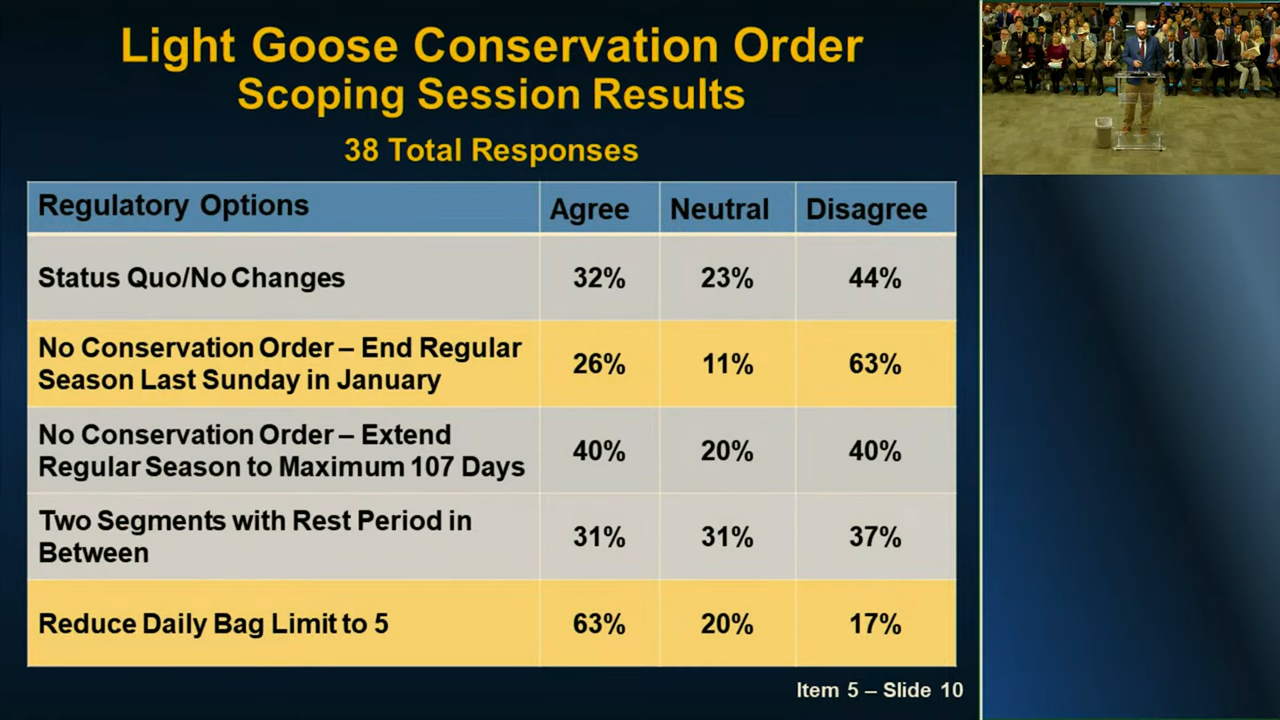 Light Goose Conservation Order
Scoping Session Results
38 Total Responses
Regulatory Options Agree Neutral Disagree
Status Quo/No Changes 32% 23% 44%
No Conservation Order – End Regular
Season Last Sunday in January 26% 11% 63%
No Conservation Order – Extend
Regular Season to Maximum 107 Days 40% 20% 40%
Two Segments with Rest Period in
Between 31% 31% 37%
Reduce Daily Bag Limit to 5 63% 20% 17%
Item 5 – Slide 10